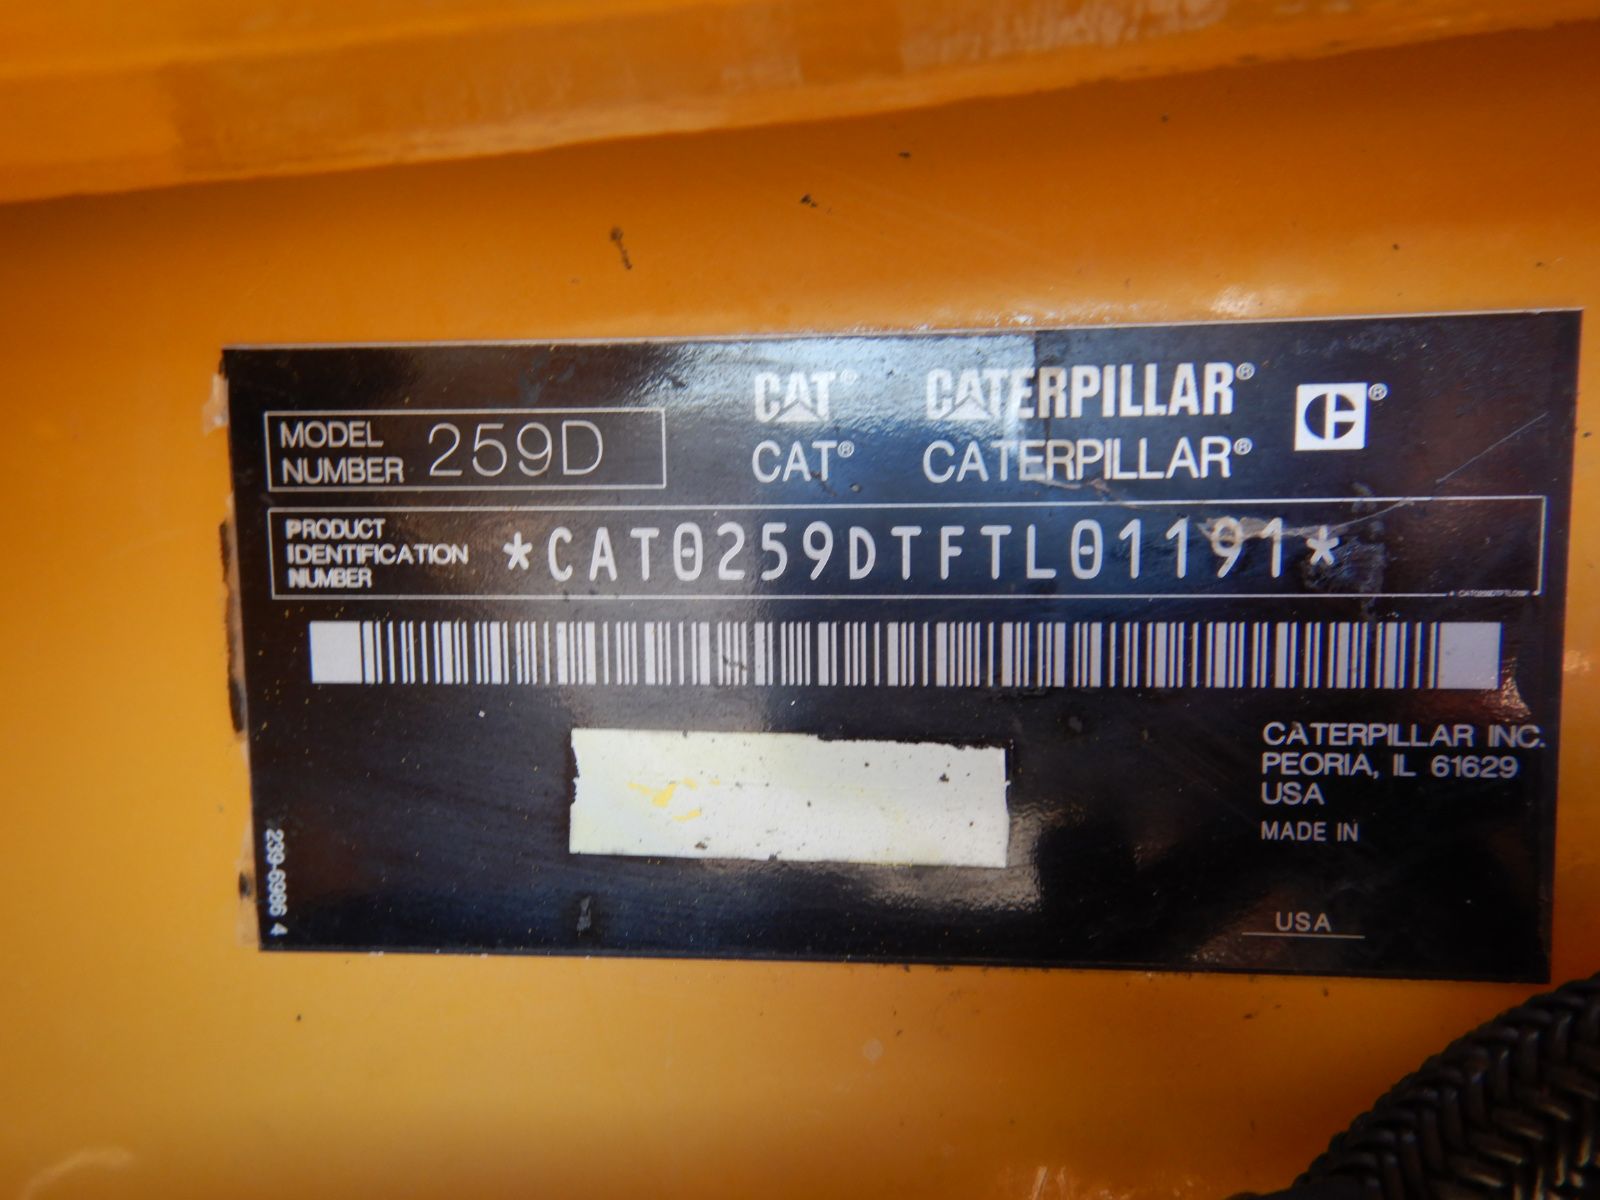 CAT® CATERPILLAR® ®
CAT® CATERPILLAR®
MODEL
NUMBER 259D
PRODUCT
IDENTIFICATION
NUMBER
*CAT0259DTFTL01191*
CATERPILLAR INC.
PEORIA, IL 61629
USA
MADE IN
USA
239-6986 4